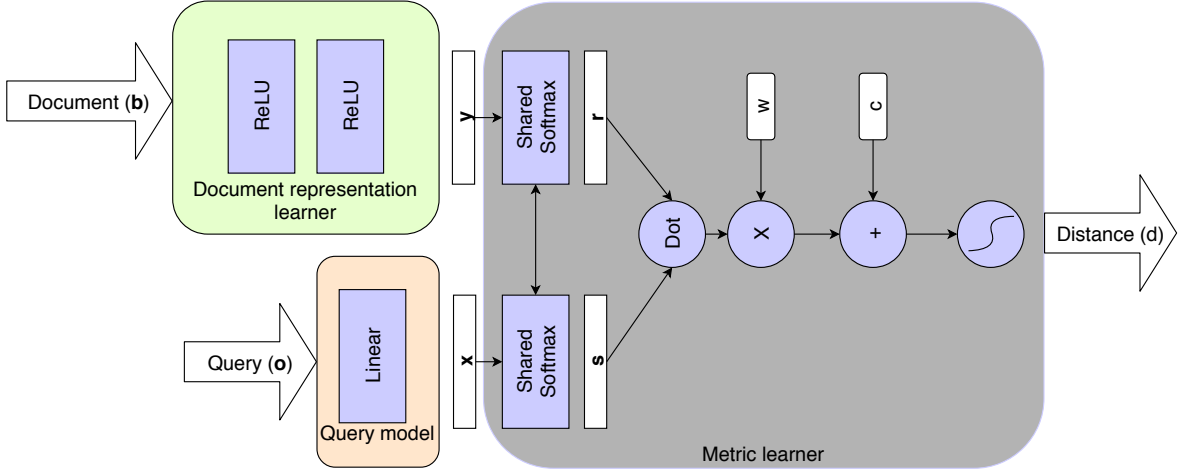 Document (b)
ReLU
ReLU
Document representation
learner
y
Shared
Softmax
r
w
c
Dot
X
+
Distance (d)
Query (o)
Linear
Query model
x
Shared
Softmax
s
Metric learner